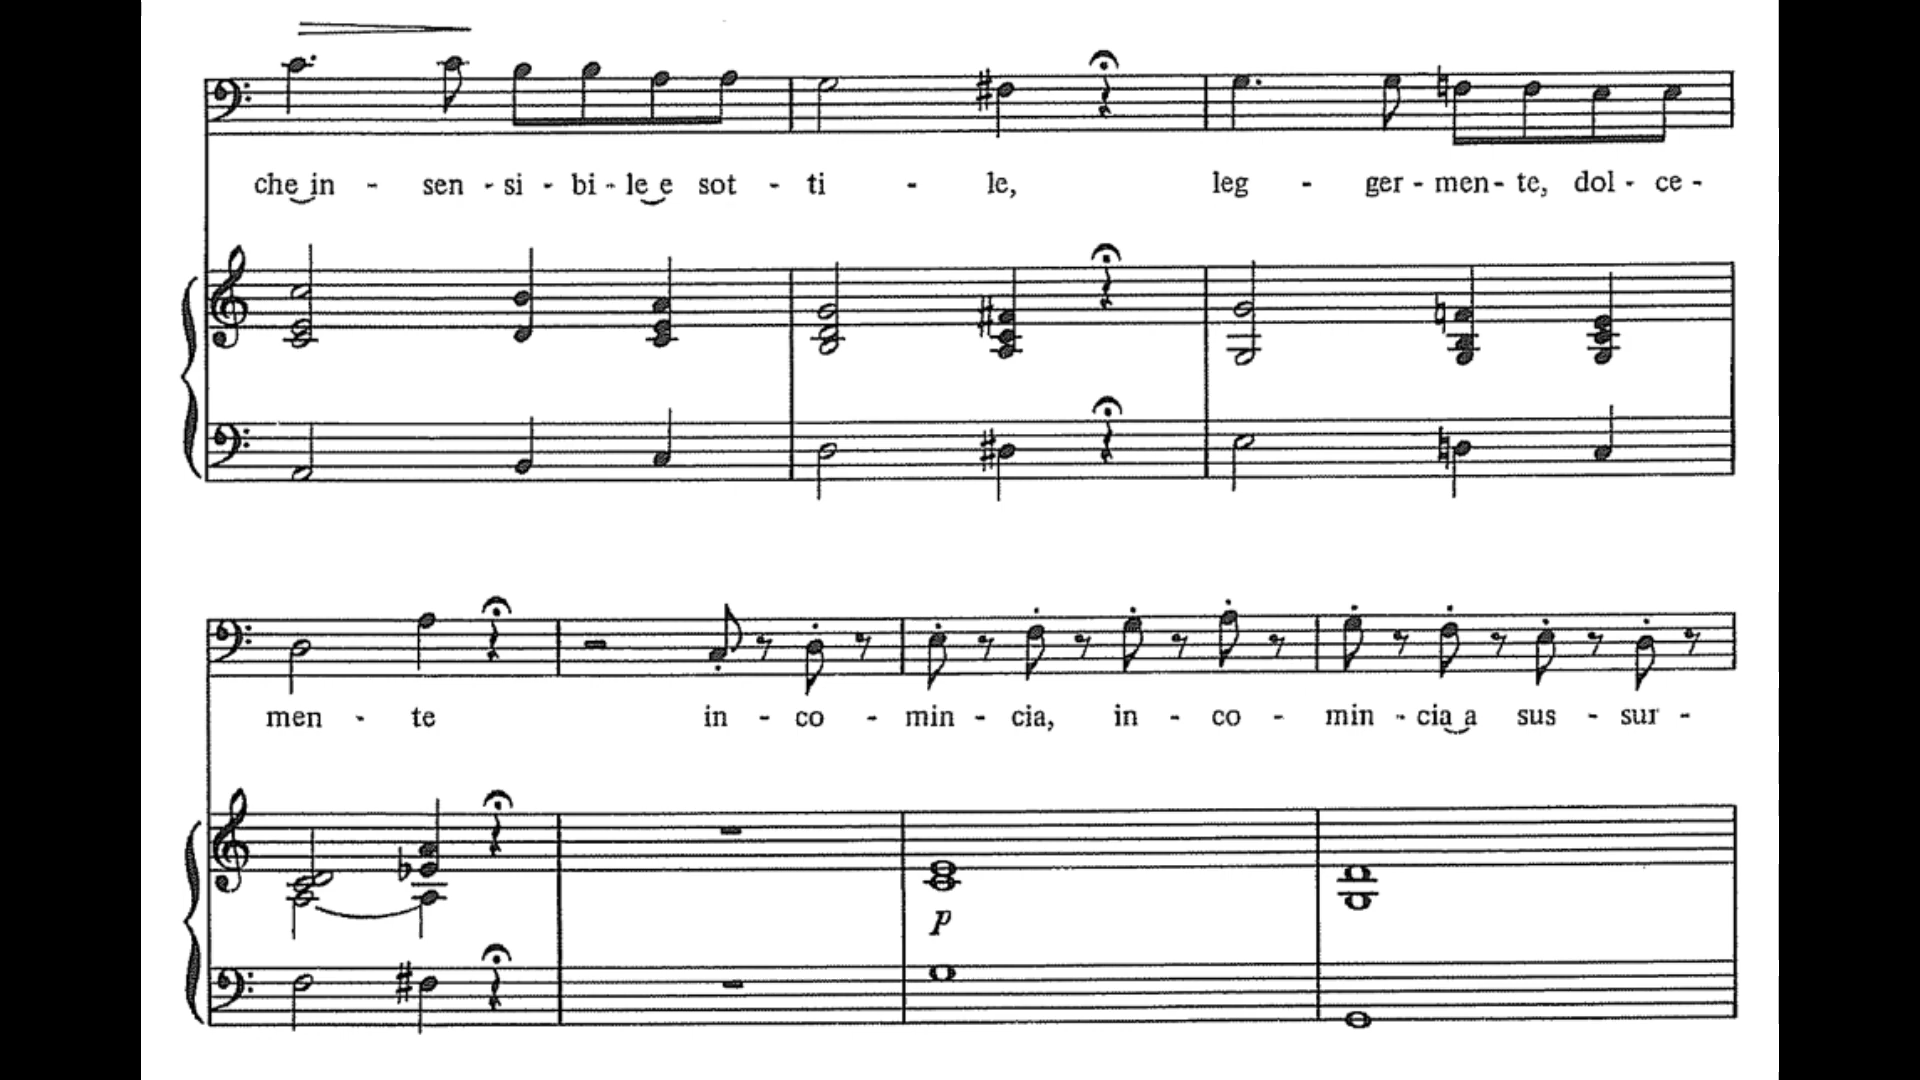 che in - sen - si - bi - le e sot - ti - le, leg - ger - men - te, dol - ce -
men - te in - co - min - cia, in - co - min - cia a sus - sur -
p